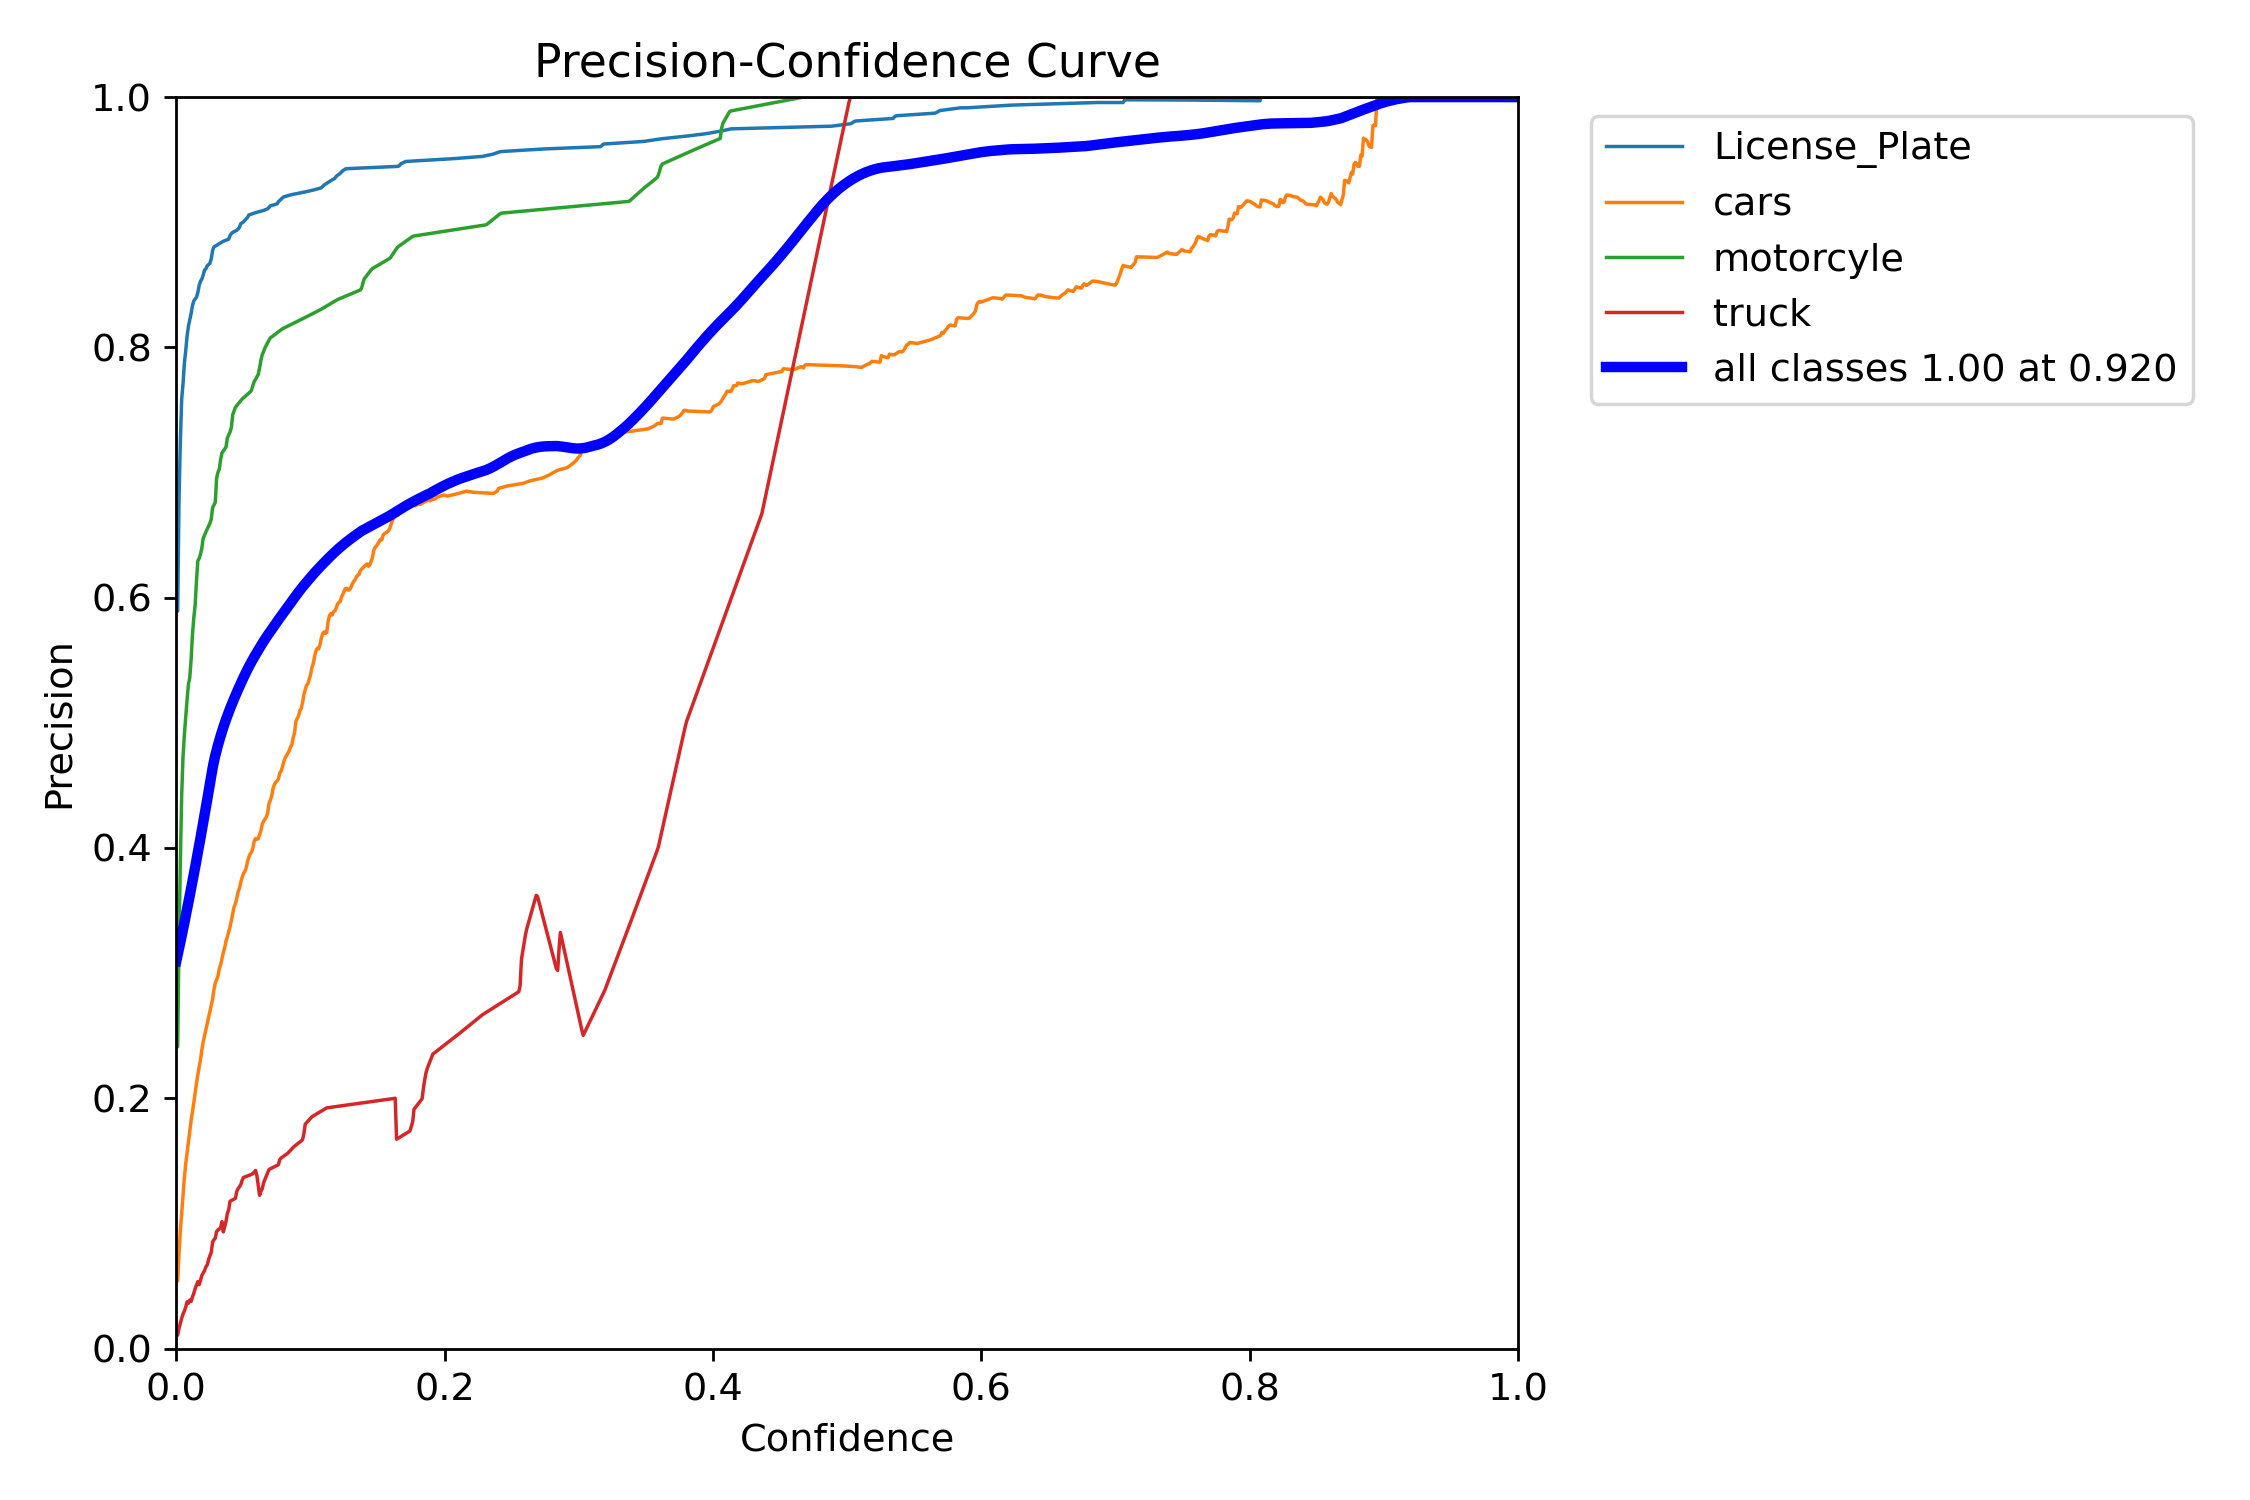 Precision-Confidence Curve
1.0
0.8
0.6
0.4
0.2
0.0
Precision
0.0 0.2 0.4 0.6 0.8 1.0
Confidence
License_Plate
cars
motorcyle
truck
all classes 1.00 at 0.920